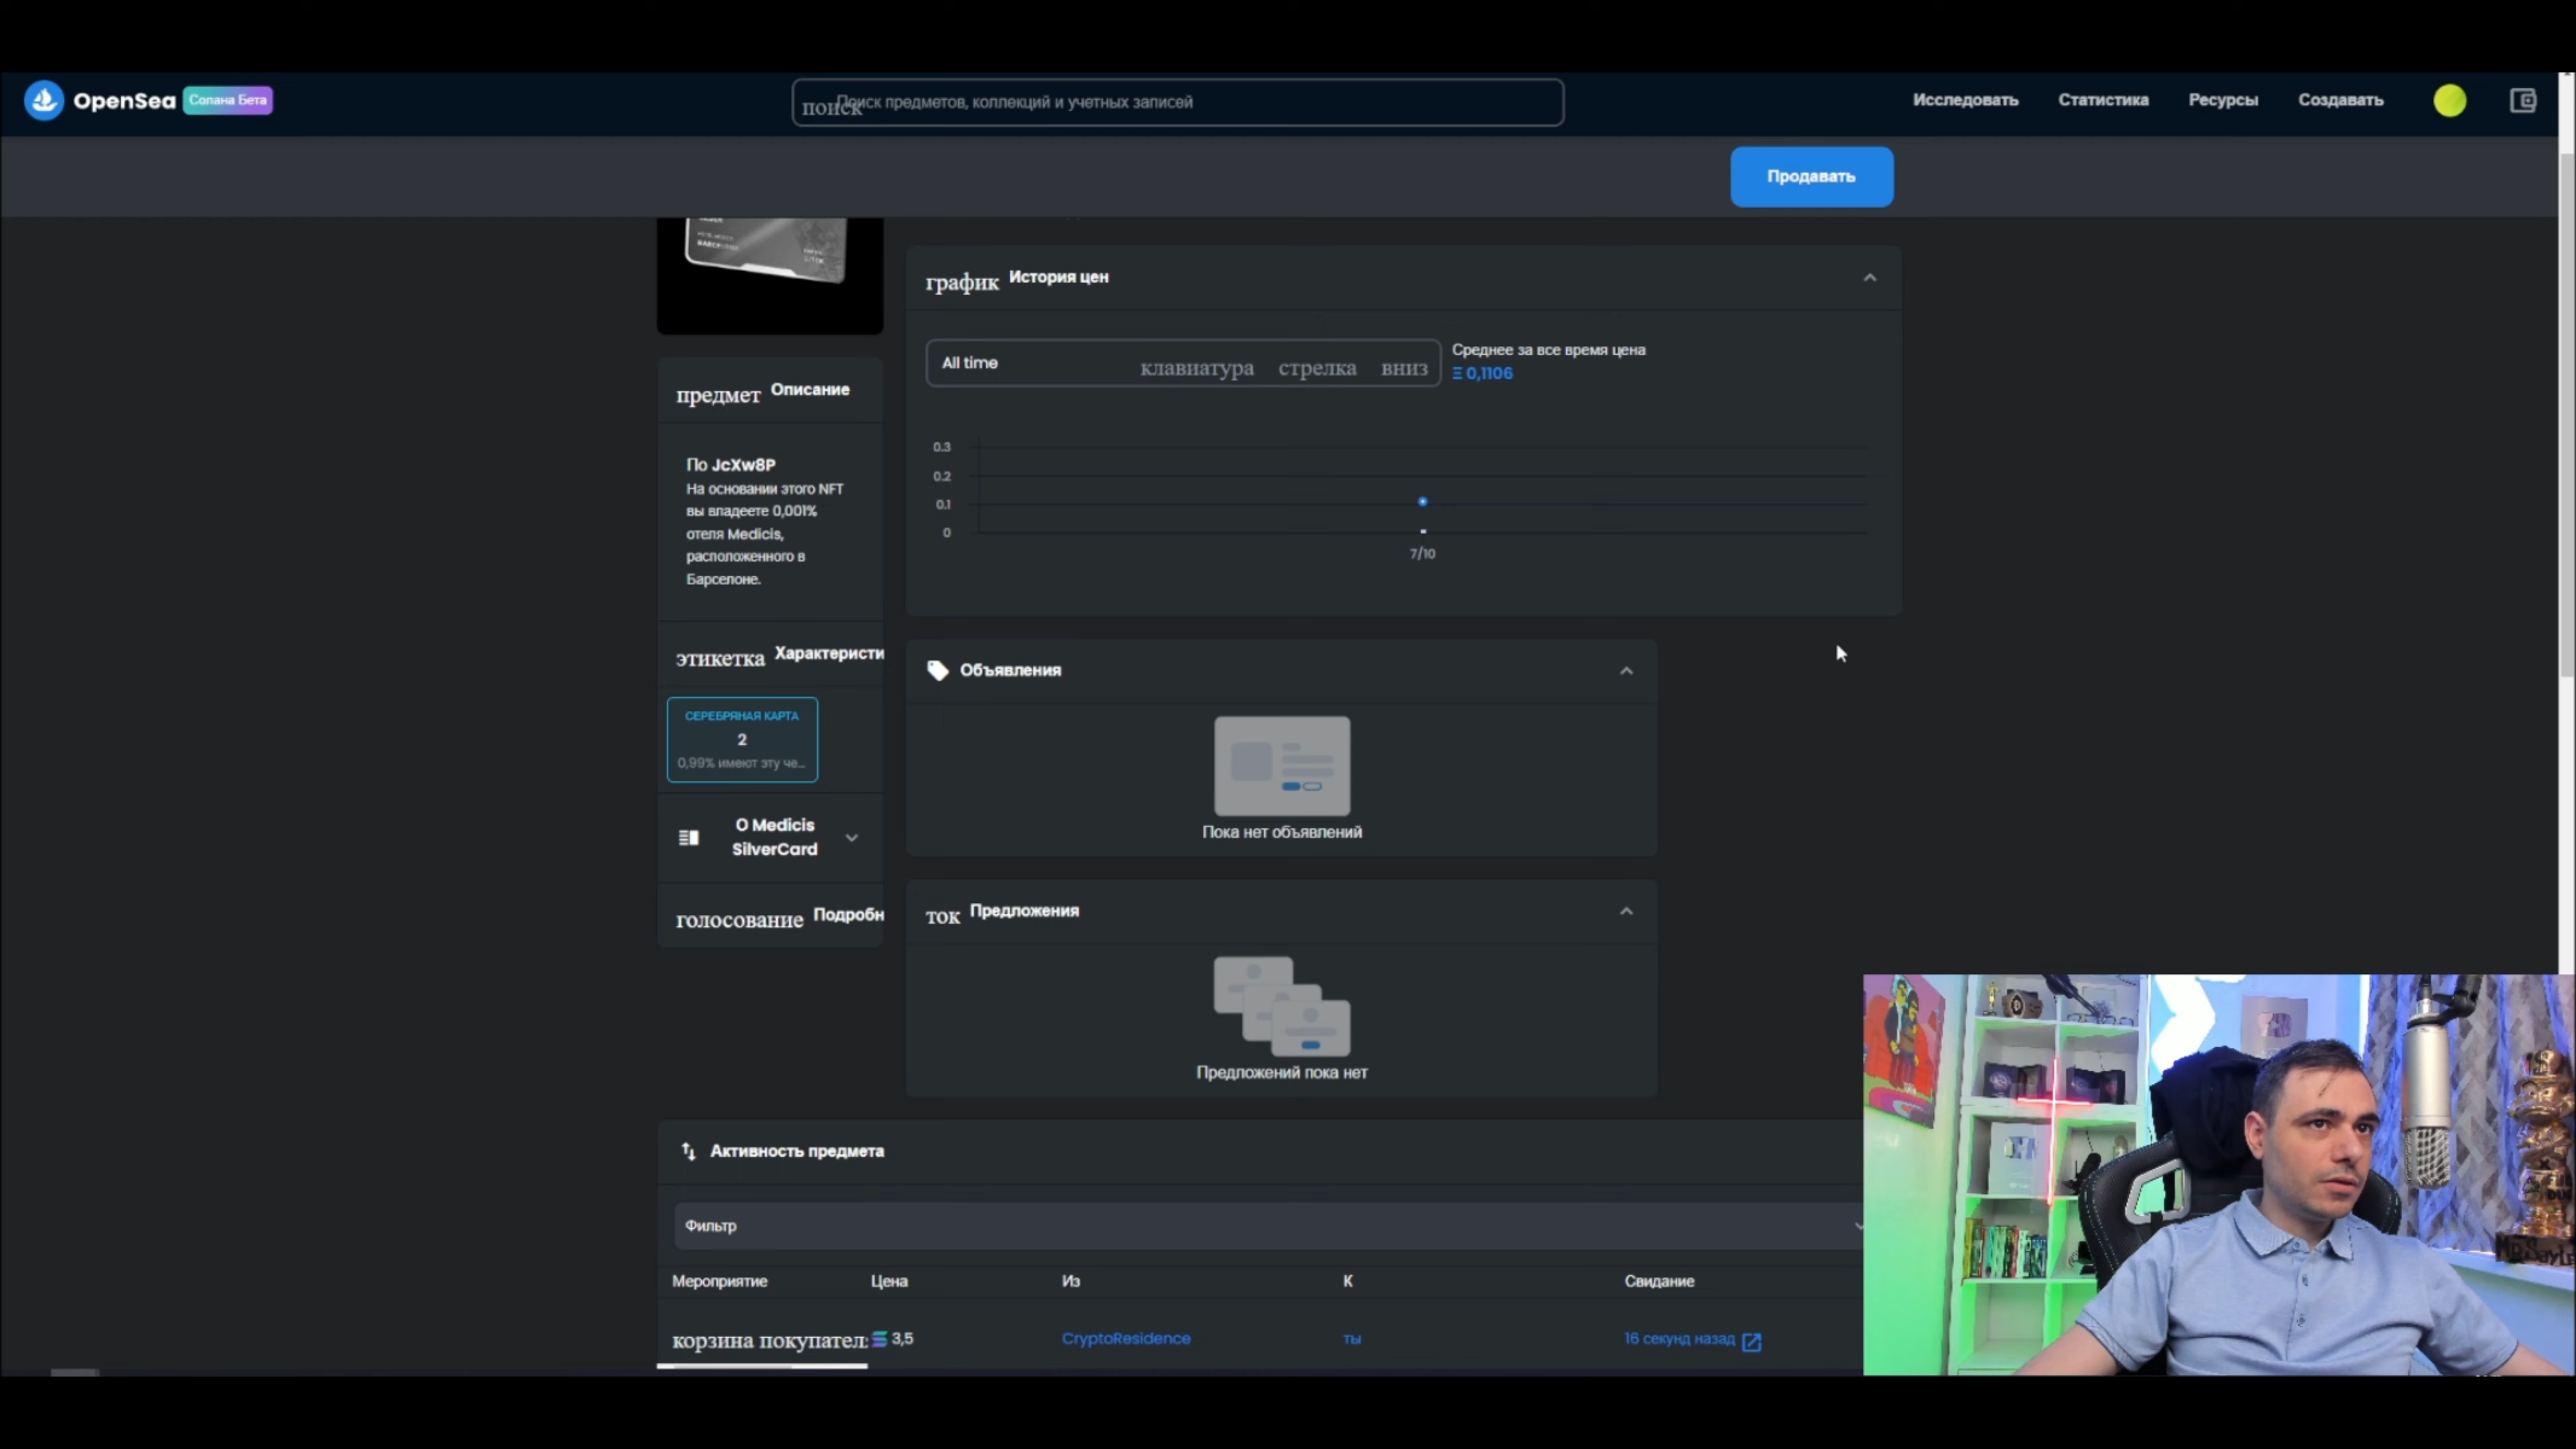 OpenSea Солана Бета
поиск Поиск предметов, коллекций и учетных записей
Исследовать Статистика Ресурсы Создавать
Продавать
график История цен
All time клавиатура стрелка вниз
Среднее за все время цена
Ξ 0,1106
0.3
0.2
0.1
0
7/10
предмет Описание
По JcXw8P
На основании этого NFT
вы владеете 0,001%
отеля Medicis,
расположенного в
Барселоне.
этикетка Характеристи
СЕРЕБРЯНАЯ КАРТА
2
0,99% имеют эту че...
О Medicis
SilverCard
голосование Подробн
Объявления
Пока нет объявлений
ток Предложения
Предложений пока нет
Активность предмета
Фильтр
Мероприятие Цена Из К Свидание
корзина покупател 3,5 CryptoResidence ты 16 секунд назад